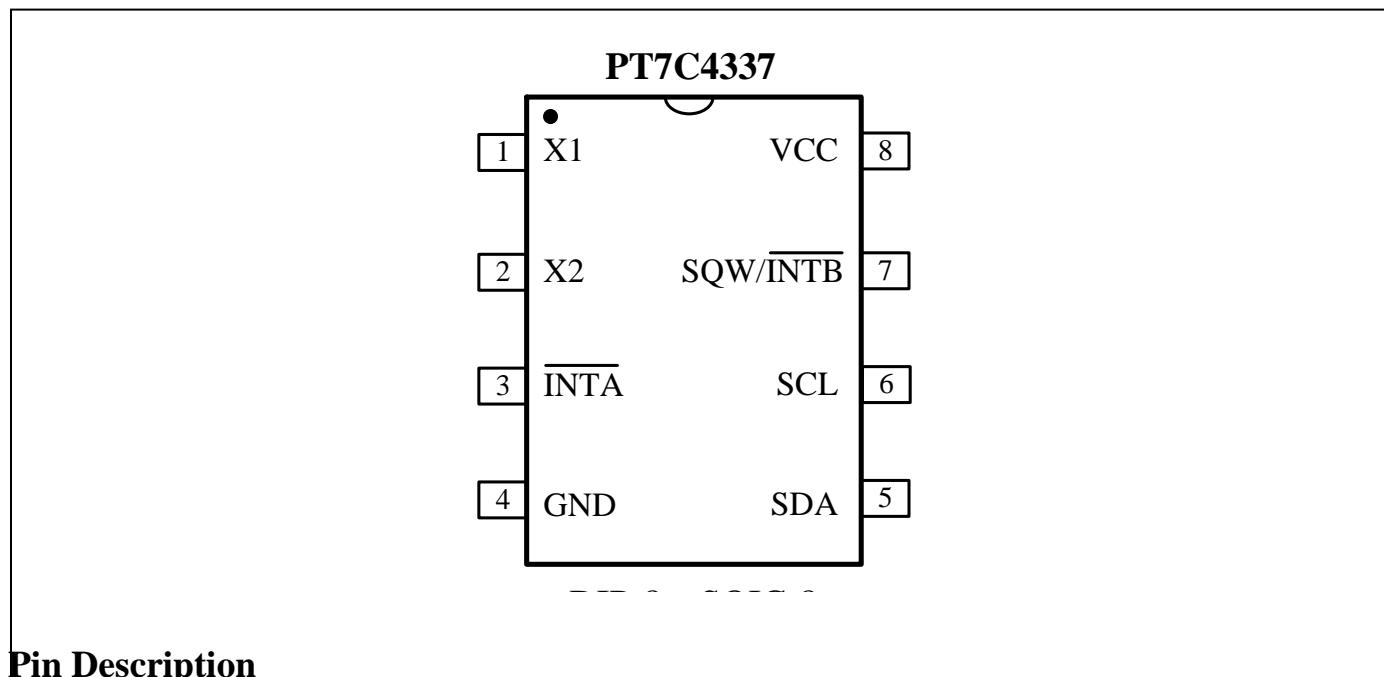 PT7C4337
1 X1 VCC 8
2 X2 SQW/INTB 7
3 INTA SCL 6
4 GND SDA 5
Pin Description